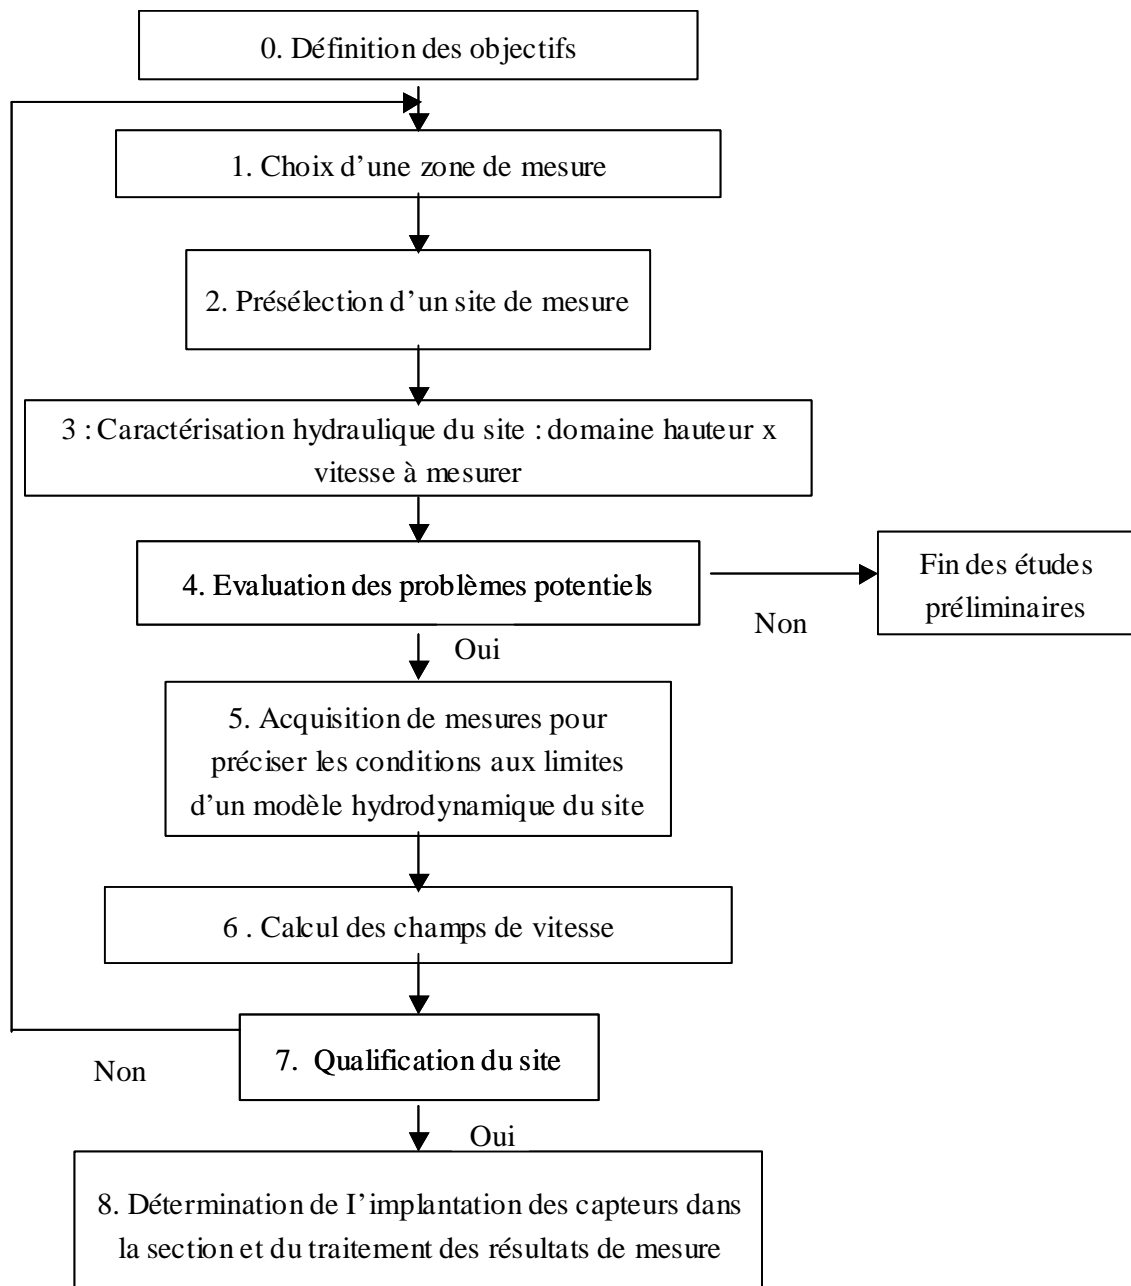 0. Définition des objectifs
1. Choix d'une zone de mesure
2. Présélection d'un site de mesure
3 : Caractérisation hydraulique du site : domaine hauteur x
vitesse à mesurer
4. Evaluation des problèmes potentiels
Fin des études
préliminaires
Non
Oui
5. Acquisition de mesures pour
préciser les conditions aux limites
d'un modèle hydrodynamique du site
6 . Calcul des champs de vitesse
7. Qualification du site
Non
Oui
8. Détermination de I'implantation des capteurs dans
la section et du traitement des résultats de mesure